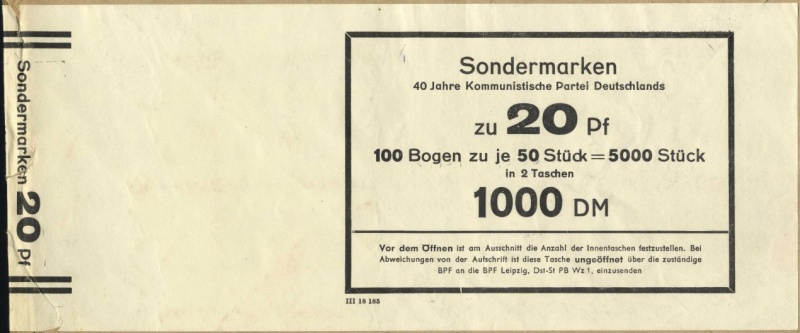 Sondermarken 20 Pf
Sondermarken
40 Jahre Kommunistische Partei Deutschlands
zu 20 Pf
100 Bogen zu je 50 Stück = 5000 Stück
in 2 Taschen
1000 DM
Vor dem Öffnen ist am Ausschnitt die Anzahl der Innentaschen festzustellen. Bei
Abweichungen von der Aufschrift ist diese Tasche ungeöffnet über die zuständige
BPF an die BPF Leipzig, Dst-St PB Wz 1, einzusenden
III 18 185